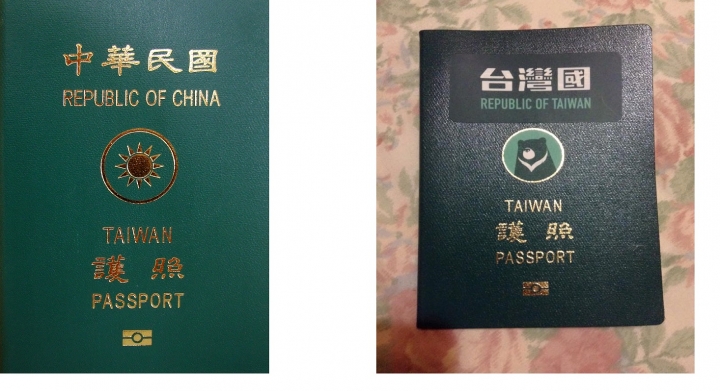 中華民國
REPUBLIC OF CHINA
TAIWAN
護照
PASSPORT
台灣國
REPUBLIC OF TAIWAN
TAIWAN
護照
PASSPORT